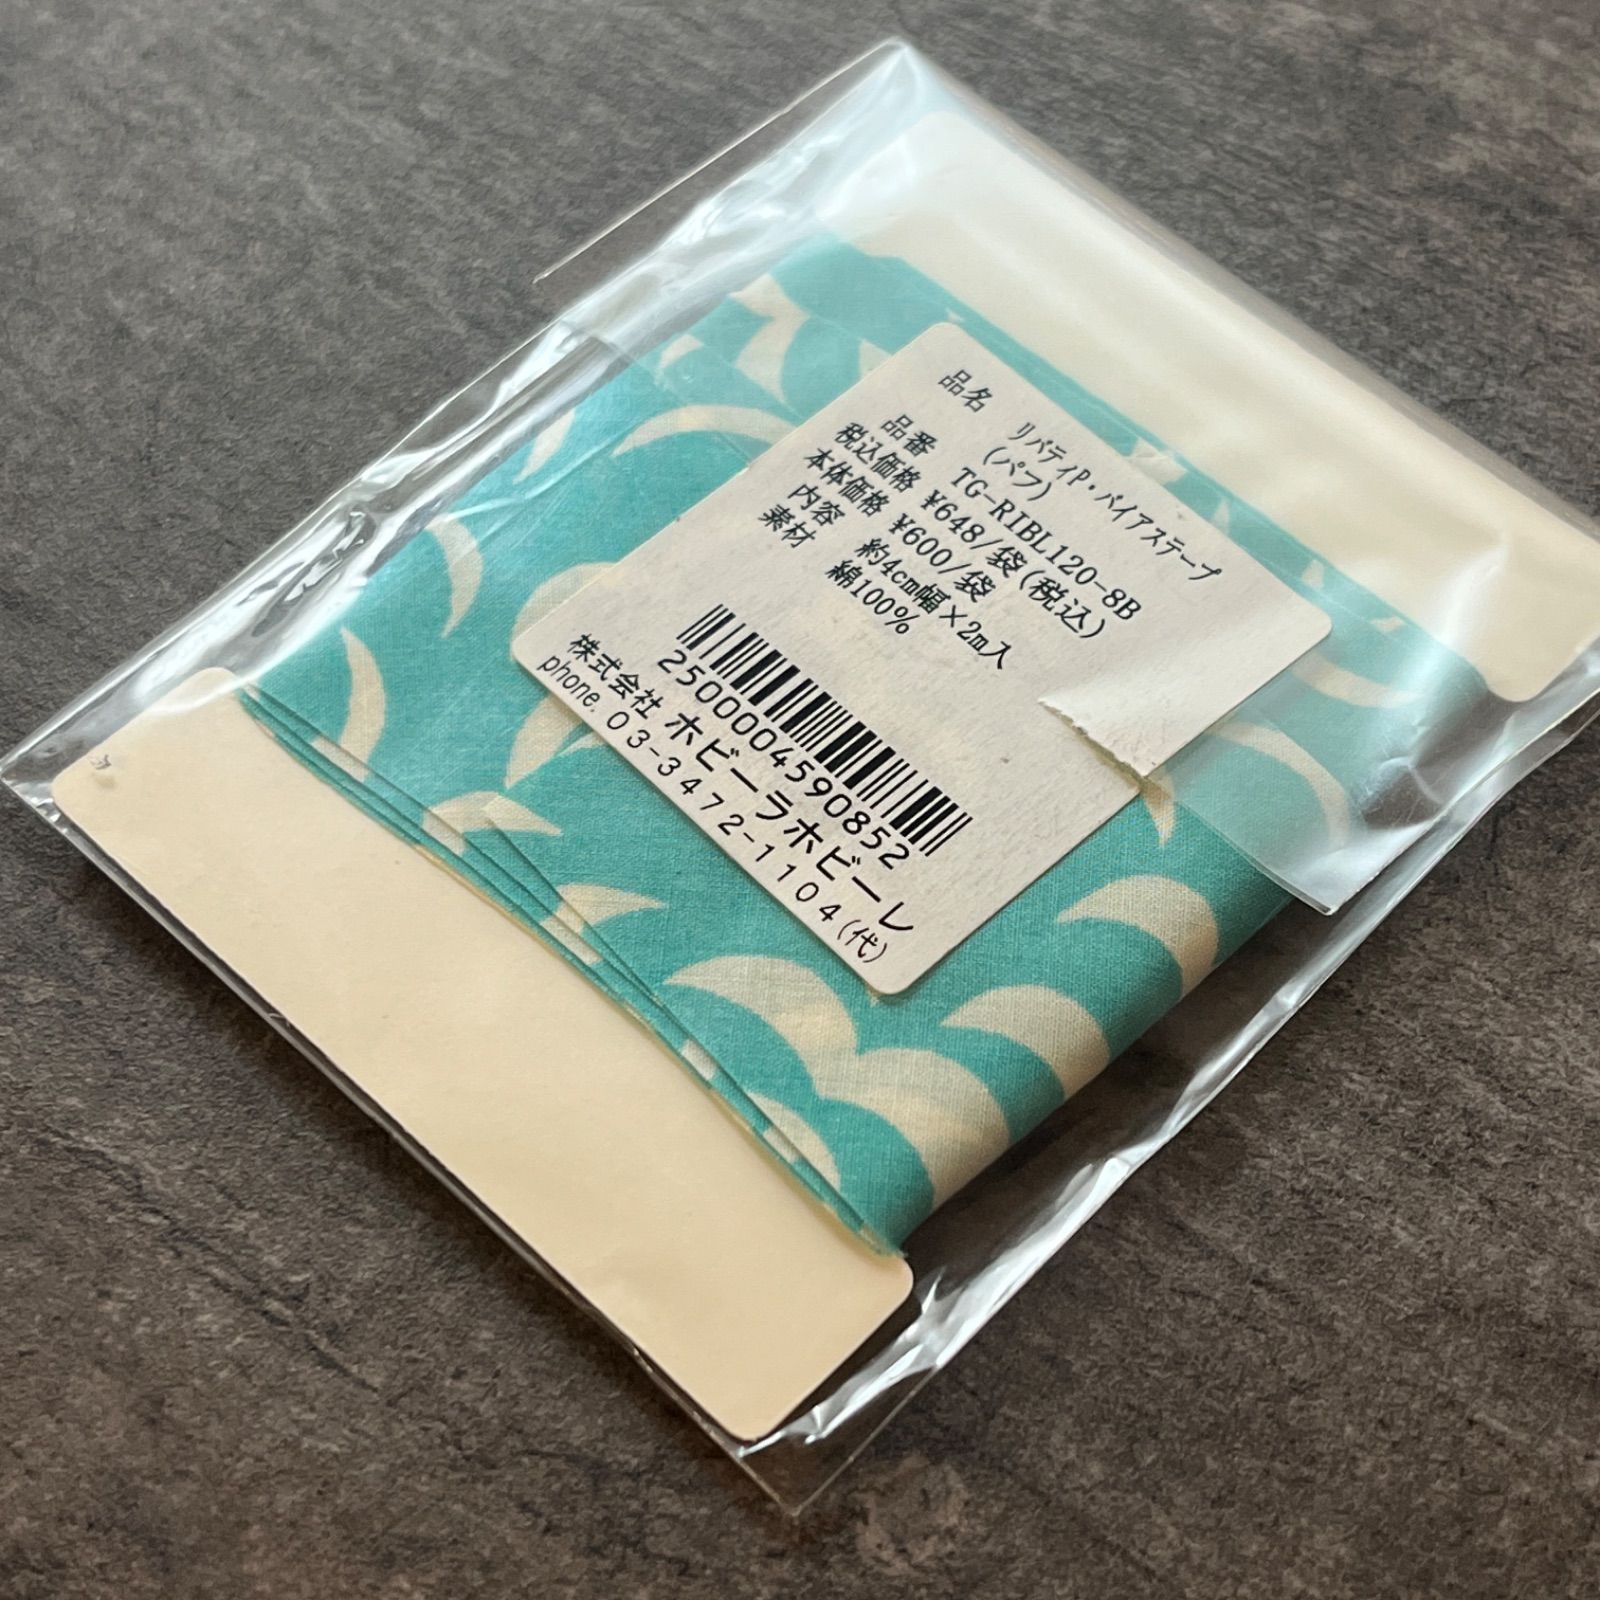 品名 リバティP・バイアステープ
(パフ)
品番 TG-RIBL120-8B
税込価格 ¥648/袋(税込)
本体価格 ¥600/袋
内容 約4cm幅×2m入
素材 綿100%
2500004590852
株式会社 ホビーラホビーレ
phone. 03-3472-1104(代)